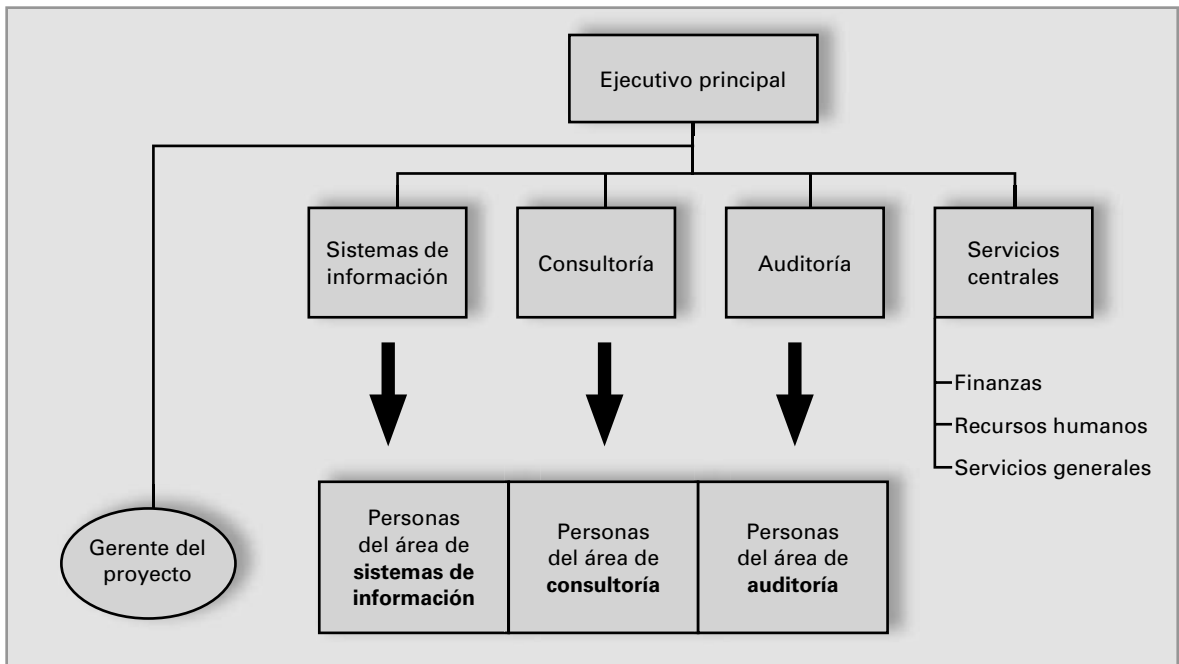 Ejecutivo principal
Sistemas de
información
Consultoría
Auditoría
Servicios
centrales
Finanzas
Recursos humanos
Servicios generales
Gerente del
proyecto
Personas
del área de
sistemas de
información
Personas
del área de
consultoría
Personas
del área de
auditoría